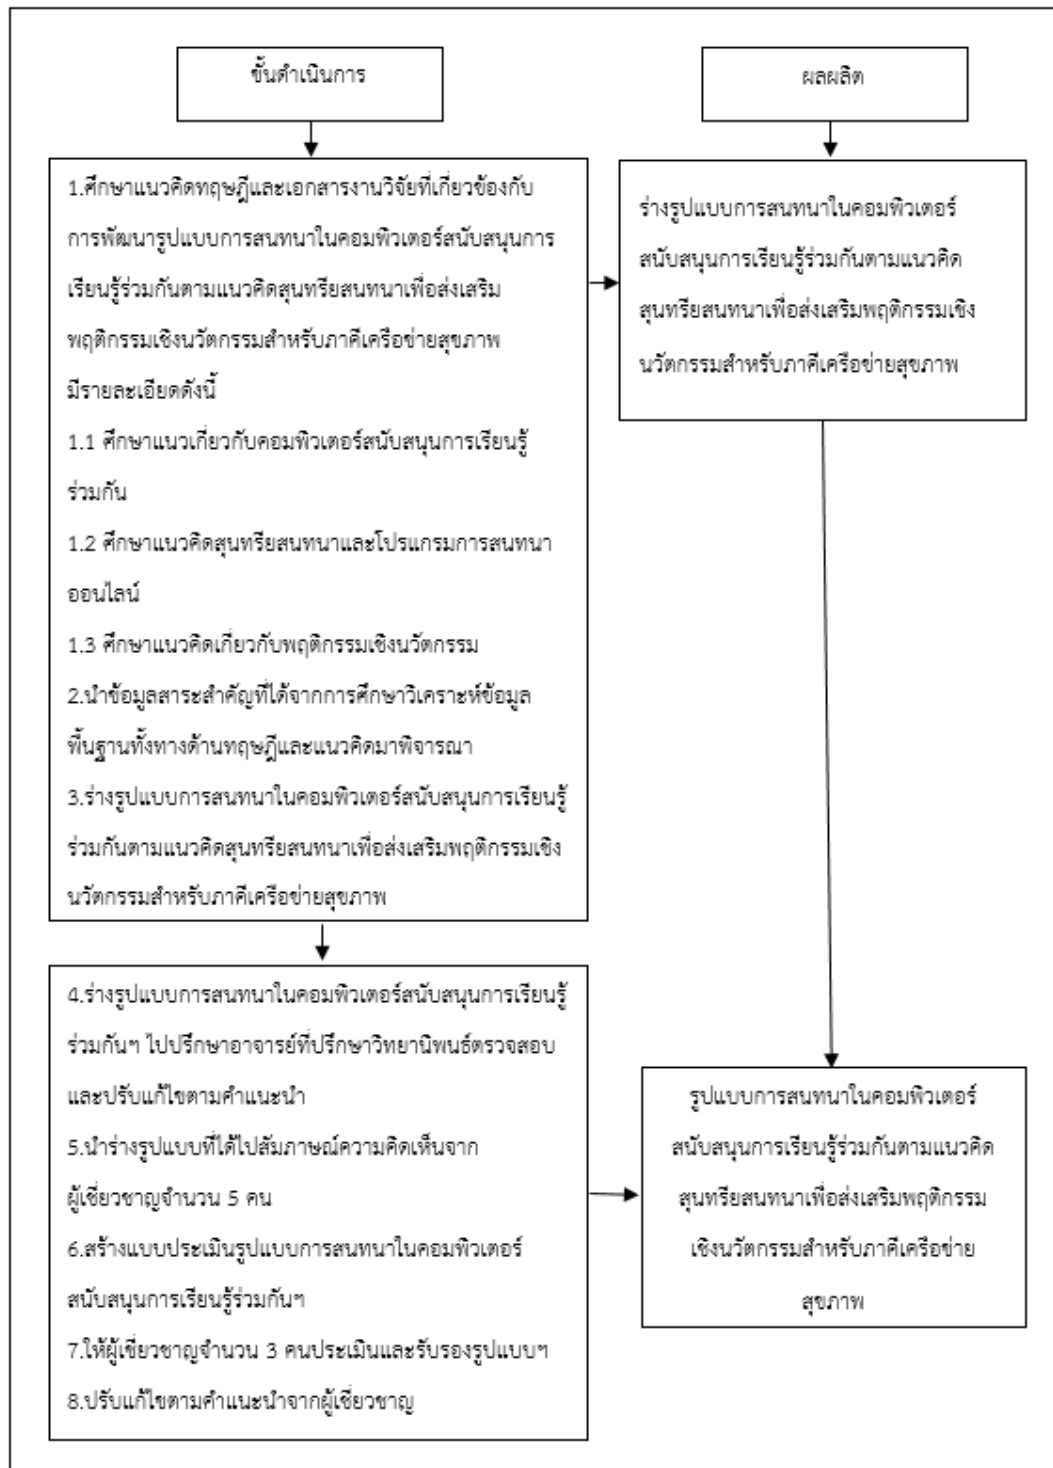 ขั้นดำเนินการ
ผลผลิต
1.ศึกษาแนวคิดทฤษฎีและเอกสารงานวิจัยที่เกี่ยวข้องกับ
การพัฒนารูปแบบการสนทนาในคอมพิวเตอร์สนับสนุนการ
เรียนรู้ร่วมกันตามแนวคิดสุนทรียสนทนาเพื่อส่งเสริม
พฤติกรรมเชิงนวัตกรรมสำหรับภาคีเครือข่ายสุขภาพ
มีรายละเอียดดังนี้
1.1 ศึกษาแนวเกี่ยวกับคอมพิวเตอร์สนับสนุนการเรียนรู้
ร่วมกัน
1.2 ศึกษาแนวคิดสุนทรียสนทนาและโปรแกรมการสนทนา
ออนไลน์
1.3 ศึกษาแนวคิดเกี่ยวกับพฤติกรรมเชิงนวัตกรรม
2.นำข้อมูลสาระสำคัญที่ได้จากการศึกษาวิเคราะห์ข้อมูล
พื้นฐานทั้งทางด้านทฤษฎีและแนวคิดมาพิจารณา
3.ร่างรูปแบบการสนทนาในคอมพิวเตอร์สนับสนุนการเรียนรู้
ร่วมกันตามแนวคิดสุนทรียสนทนาเพื่อส่งเสริมพฤติกรรมเชิง
นวัตกรรมสำหรับภาคีเครือข่ายสุขภาพ
ร่างรูปแบบการสนทนาในคอมพิวเตอร์
สนับสนุนการเรียนรู้ร่วมกันตามแนวคิด
สุนทรียสนทนาเพื่อส่งเสริมพฤติกรรมเชิง
นวัตกรรมสำหรับภาคีเครือข่ายสุขภาพ
4.ร่างรูปแบบการสนทนาในคอมพิวเตอร์สนับสนุนการเรียนรู้
ร่วมกันฯ ไปปรึกษาอาจารย์ที่ปรึกษาวิทยานิพนธ์ตรวจสอบ
และปรับแก้ไขตามคำแนะนำ
5.นำร่างรูปแบบที่ได้ไปสัมภาษณ์ความคิดเห็นจาก
ผู้เชี่ยวชาญจำนวน 5 คน
6.สร้างแบบประเมินรูปแบบการสนทนาในคอมพิวเตอร์
สนับสนุนการเรียนรู้ร่วมกันฯ
7.ให้ผู้เชี่ยวชาญจำนวน 3 คนประเมินและรับรองรูปแบบฯ
8.ปรับแก้ไขตามคำแนะนำจากผู้เชี่ยวชาญ
รูปแบบการสนทนาในคอมพิวเตอร์
สนับสนุนการเรียนรู้ร่วมกันตามแนวคิด
สุนทรียสนทนาเพื่อส่งเสริมพฤติกรรม
เชิงนวัตกรรมสำหรับภาคีเครือข่าย
สุขภาพ